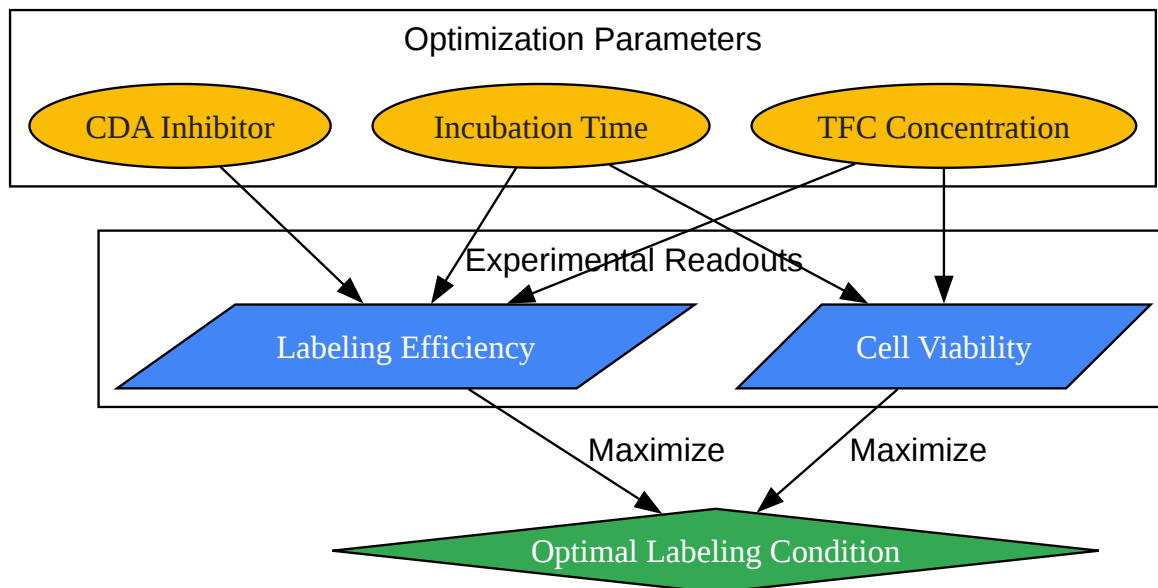 Optimization Parameters
CDA Inhibitor
Incubation Time
TFC Concentration
Experimental Readouts
Labeling Efficiency
Cell Viability
Maximize
Maximize
Optimal Labeling Condition